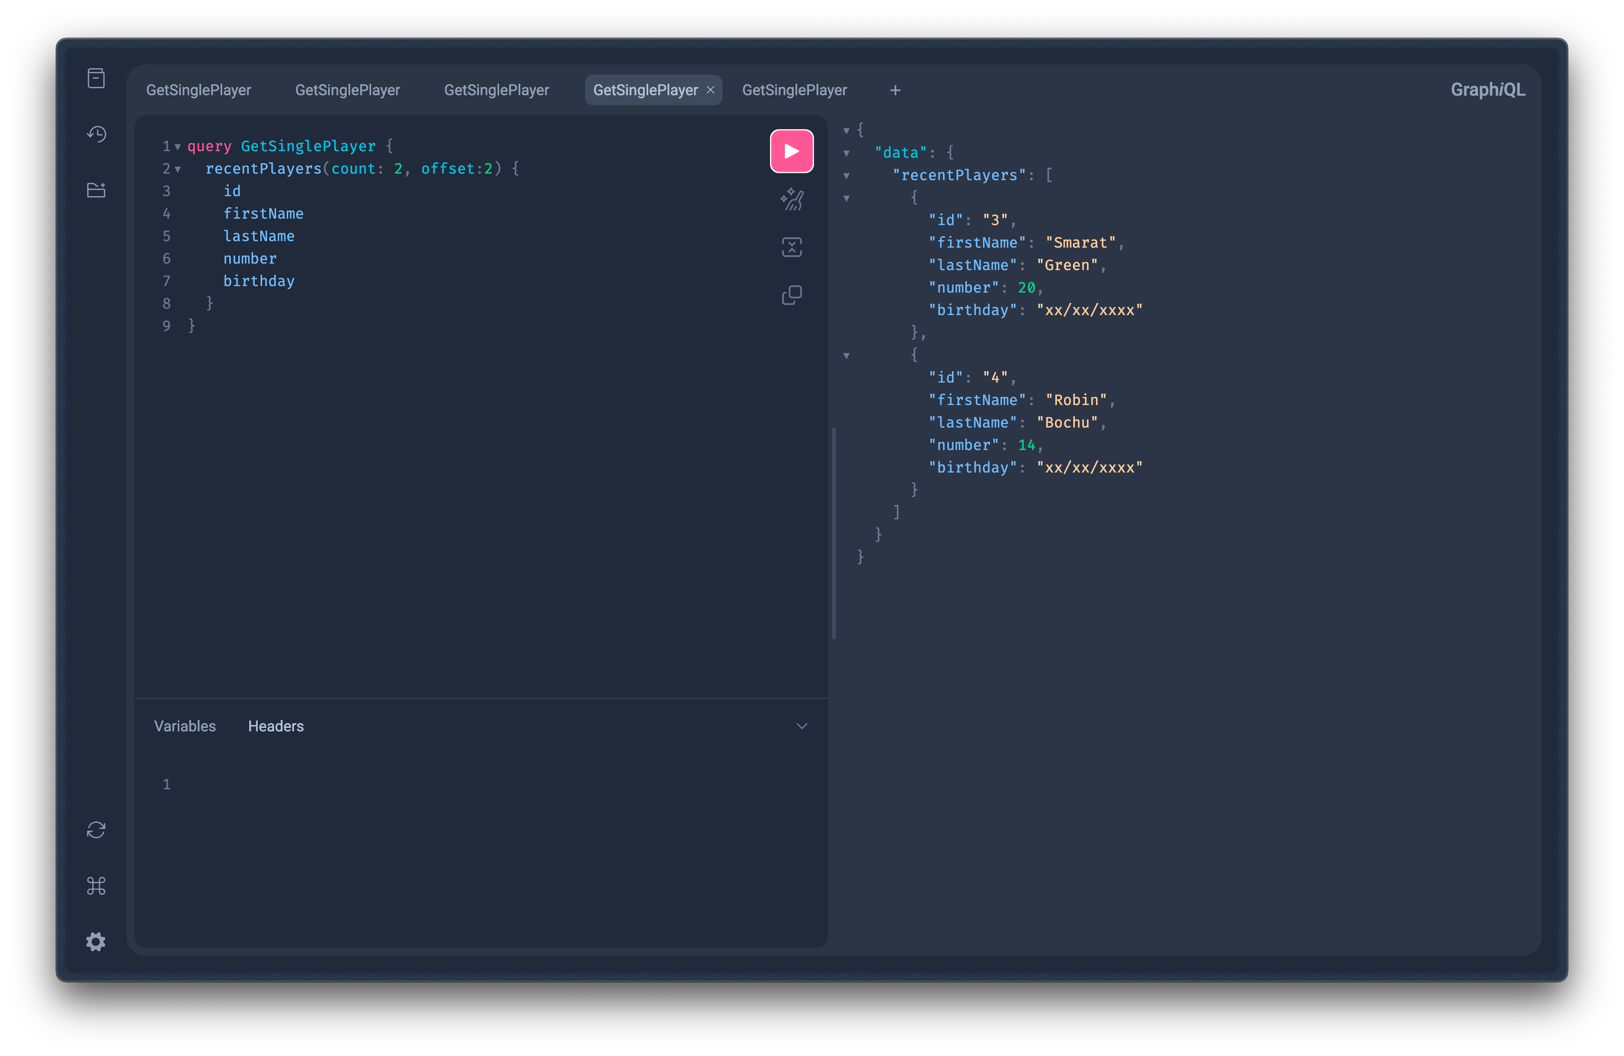 GetSinglePlayer GetSinglePlayer GetSinglePlayer GetSinglePlayer × GetSinglePlayer + GraphiQL
1 query GetSinglePlayer {
2 recentPlayers(count: 2, offset:2) {
3 id
4 firstName
5 lastName
6 number
7 birthday
8 }
9 }
Variables Headers
1
{
"data": {
"recentPlayers": [
{
"id": "3",
"firstName": "Smarat",
"lastName": "Green",
"number": 20,
"birthday": "xx/xx/xxxx"
},
{
"id": "4",
"firstName": "Robin",
"lastName": "Bochu",
"number": 14,
"birthday": "xx/xx/xxxx"
}
]
}
}